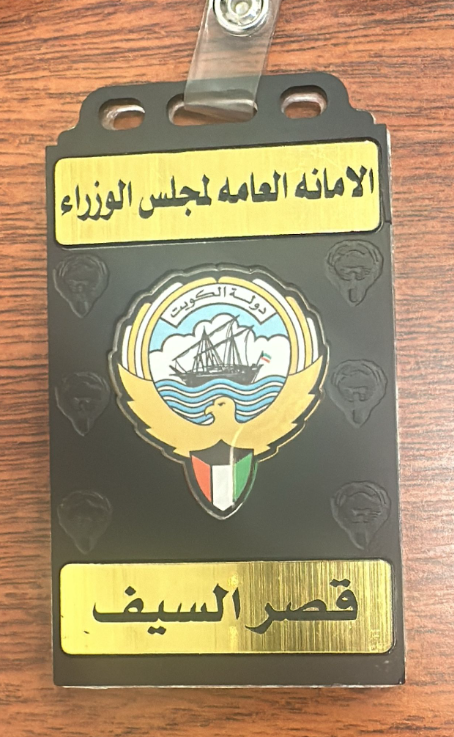 الامانه العامه لمجلس الوزراء
دولة الكويت
قصر السيف